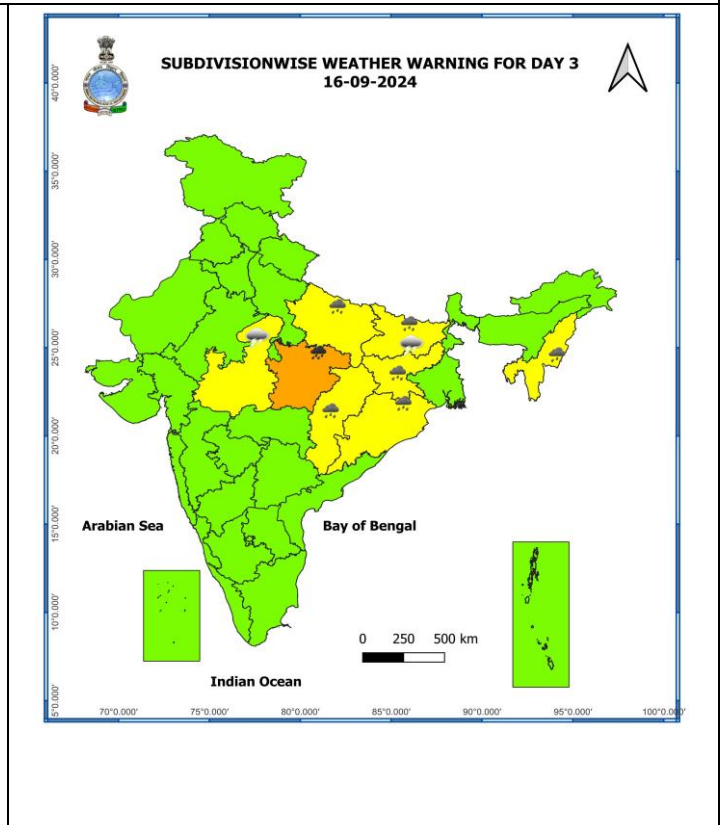 SUBDIVISIONWISE WEATHER WARNING FOR DAY 3
16-09-2024
40°0.000'
35°0.000'
30°0.000'
25°0.000'
20°0.000'
15°0.000'
10°0.000'
5°0.000'
Arabian Sea
Bay of Bengal
0 250 500 km
Indian Ocean
70°0.000' 75°0.000' 80°0.000' 85°0.000' 90°0.000' 95°0.000' 100°0.000'